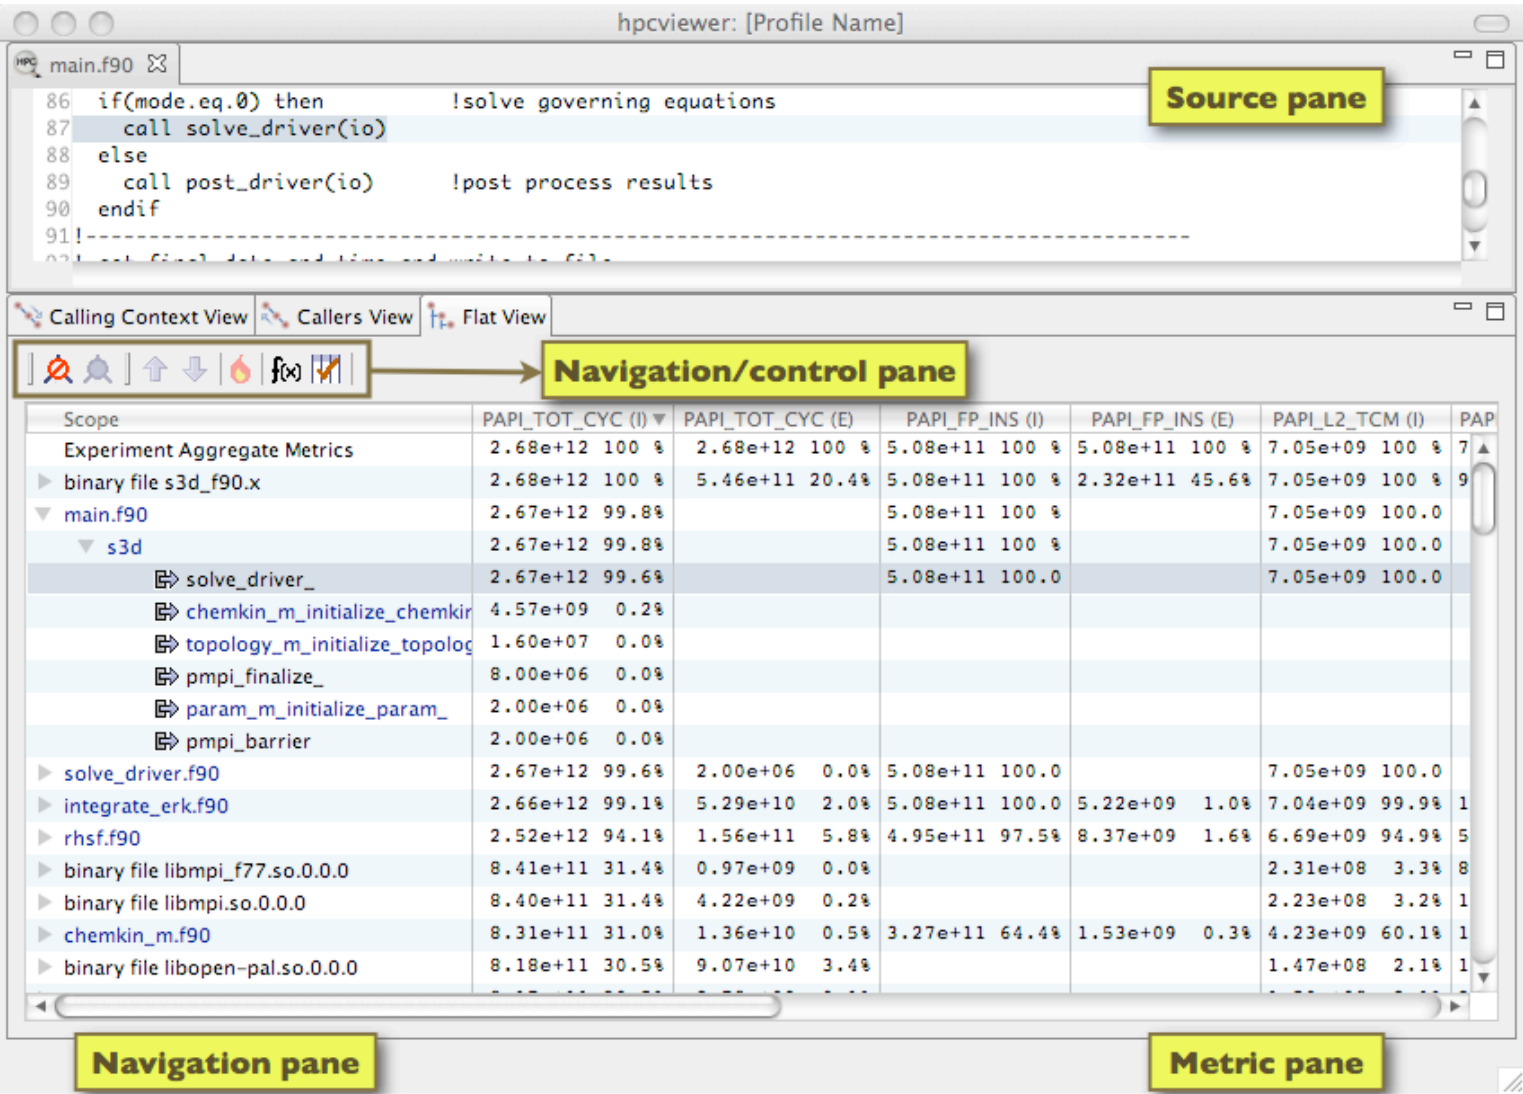 hpcviewer: [Profile Name]
main.f90
Source pane
86 if(mode.eq.0) then !solve governing equations
87 call solve_driver(io)
88 else
89 call post_driver(io) !post process results
90 endif
91 !----------------------------------------------------------------------------------------
Calling Context View Callers View Flat View
f(x)
Navigation/control pane
Scope PAPI_TOT_CYC (I) PAPI_TOT_CYC (E) PAPI_FP_INS (I) PAPI_FP_INS (E) PAPI_L2_TCM (I) PAP
Experiment Aggregate Metrics 2.68e+12 100 % 2.68e+12 100 % 5.08e+11 100 % 5.08e+11 100 % 7.05e+09 100 % 7
binary file s3d_f90.x 2.68e+12 100 % 5.46e+11 20.4% 5.08e+11 100 % 2.32e+11 45.6% 7.05e+09 100 % 9
main.f90 2.67e+12 99.8% 5.08e+11 100 % 7.05e+09 100.0
s3d 2.67e+12 99.8% 5.08e+11 100 % 7.05e+09 100.0
solve_driver_ 2.67e+12 99.6% 5.08e+11 100.0 7.05e+09 100.0
chemkin_m_initialize_chemkin 4.57e+09 0.2%
topology_m_initialize_topolog 1.60e+07 0.0%
pmpi_finalize_ 8.00e+06 0.0%
param_m_initialize_param_ 2.00e+06 0.0%
pmpi_barrier 2.00e+06 0.0%
solve_driver.f90 2.67e+12 99.6% 2.00e+06 0.0% 5.08e+11 100.0 7.05e+09 100.0
integrate_erk.f90 2.66e+12 99.1% 5.29e+10 2.0% 5.08e+11 100.0 5.22e+09 1.0% 7.04e+09 99.9% 1
rhsf.f90 2.52e+12 94.1% 1.56e+11 5.8% 4.95e+11 97.5% 8.37e+09 1.6% 6.69e+09 94.9% 5
binary file libmpi_f77.so.0.0.0 8.41e+11 31.4% 0.97e+09 0.0% 2.31e+08 3.3% 8
binary file libmpi.so.0.0.0 8.40e+11 31.4% 4.22e+09 0.2% 2.23e+08 3.2% 1
chemkin_m.f90 8.31e+11 31.0% 1.36e+10 0.5% 3.27e+11 64.4% 1.53e+09 0.3% 4.23e+09 60.1% 1
binary file libopen-pal.so.0.0.0 8.18e+11 30.5% 9.07e+10 3.4% 1.47e+08 2.1% 1
Navigation pane
Metric pane